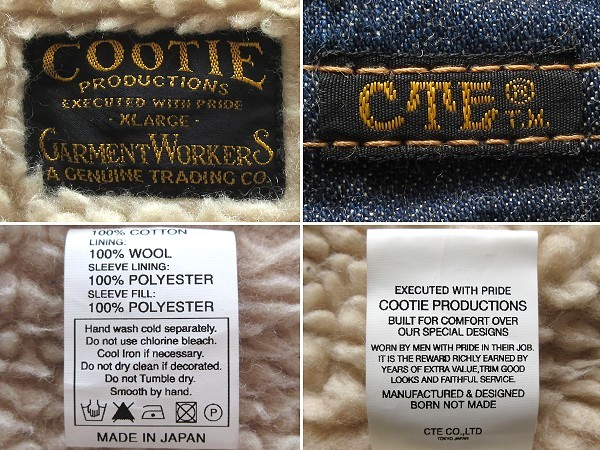 COOTIE
PRODUCTIONS
EXECUTED WITH PRIDE
- XLARGE -
GARMENT WORKERS
A GENUINE TRADING CO.
CTE®
T.M.
100% COTTON
LINING:
100% WOOL
SLEEVE LINING:
100% POLYESTER
SLEEVE FILL:
100% POLYESTER
Hand wash cold separately.
Do not use chlorine bleach.
Cool Iron if necessary.
Do not dry clean if decorated.
Do not Tumble dry.
Smooth by hand.
P
MADE IN JAPAN
EXECUTED WITH PRIDE
COOTIE PRODUCTIONS
BUILT FOR COMFORT OVER
OUR SPECIAL DESIGNS
WORN BY MEN WITH PRIDE IN THEIR JOB.
IT IS THE REWARD RICHLY EARNED BY
YEARS OF EXTRA VALUE,TRIM GOOD
LOOKS AND FAITHFUL SERVICE.
MANUFACTURED & DESIGNED
BORN NOT MADE
CTE CO.,LTD
TOKYO JAPAN